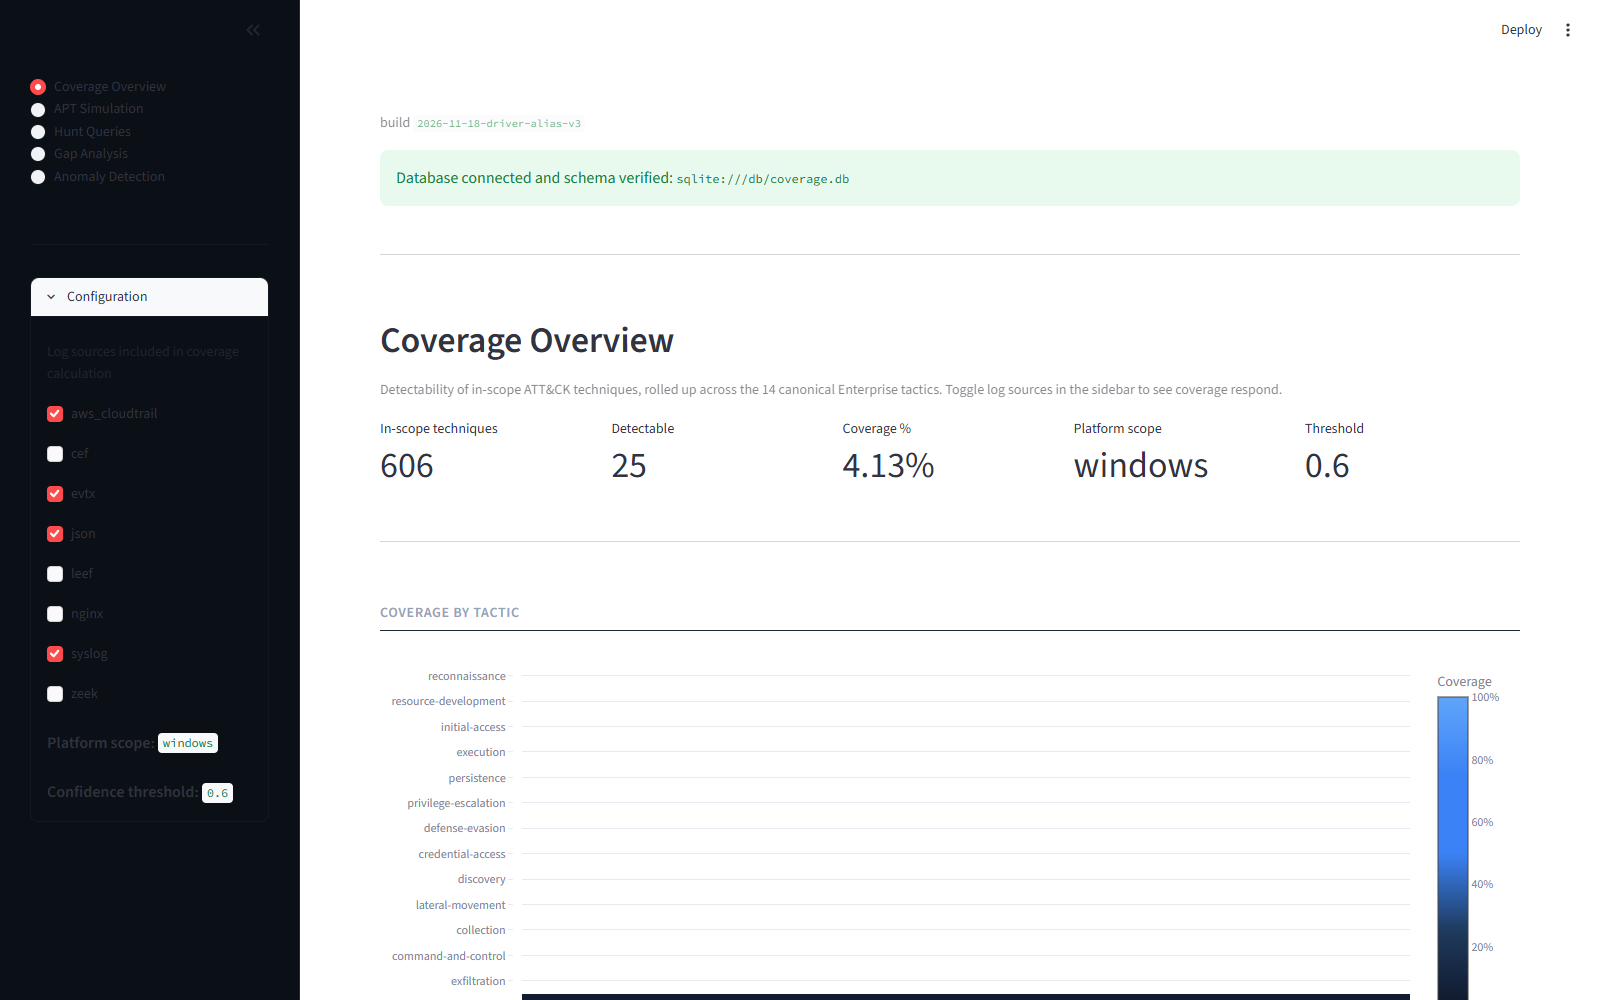 Deploy
Coverage Overview
APT Simulation
Hunt Queries
Gap Analysis
Anomaly Detection
Configuration
Log sources included in coverage
calculation
aws_cloudtrail
cef
evtx
json
leef
nginx
syslog
zeek
Platform scope: windows
Confidence threshold: 0.6
build 2026-11-18-driver-alias-v3
Database connected and schema verified: sqlite:///db/coverage.db
Coverage Overview
Detectability of in-scope ATT&CK techniques, rolled up across the 14 canonical Enterprise tactics. Toggle log sources in the sidebar to see coverage respond.
In-scope techniques
606
Detectable
25
Coverage %
4.13%
Platform scope
windows
Threshold
0.6
COVERAGE BY TACTIC
reconnaissance
resource-development
initial-access
execution
persistence
privilege-escalation
defense-evasion
credential-access
discovery
lateral-movement
collection
command-and-control
exfiltration
Coverage
100%
80%
60%
40%
20%